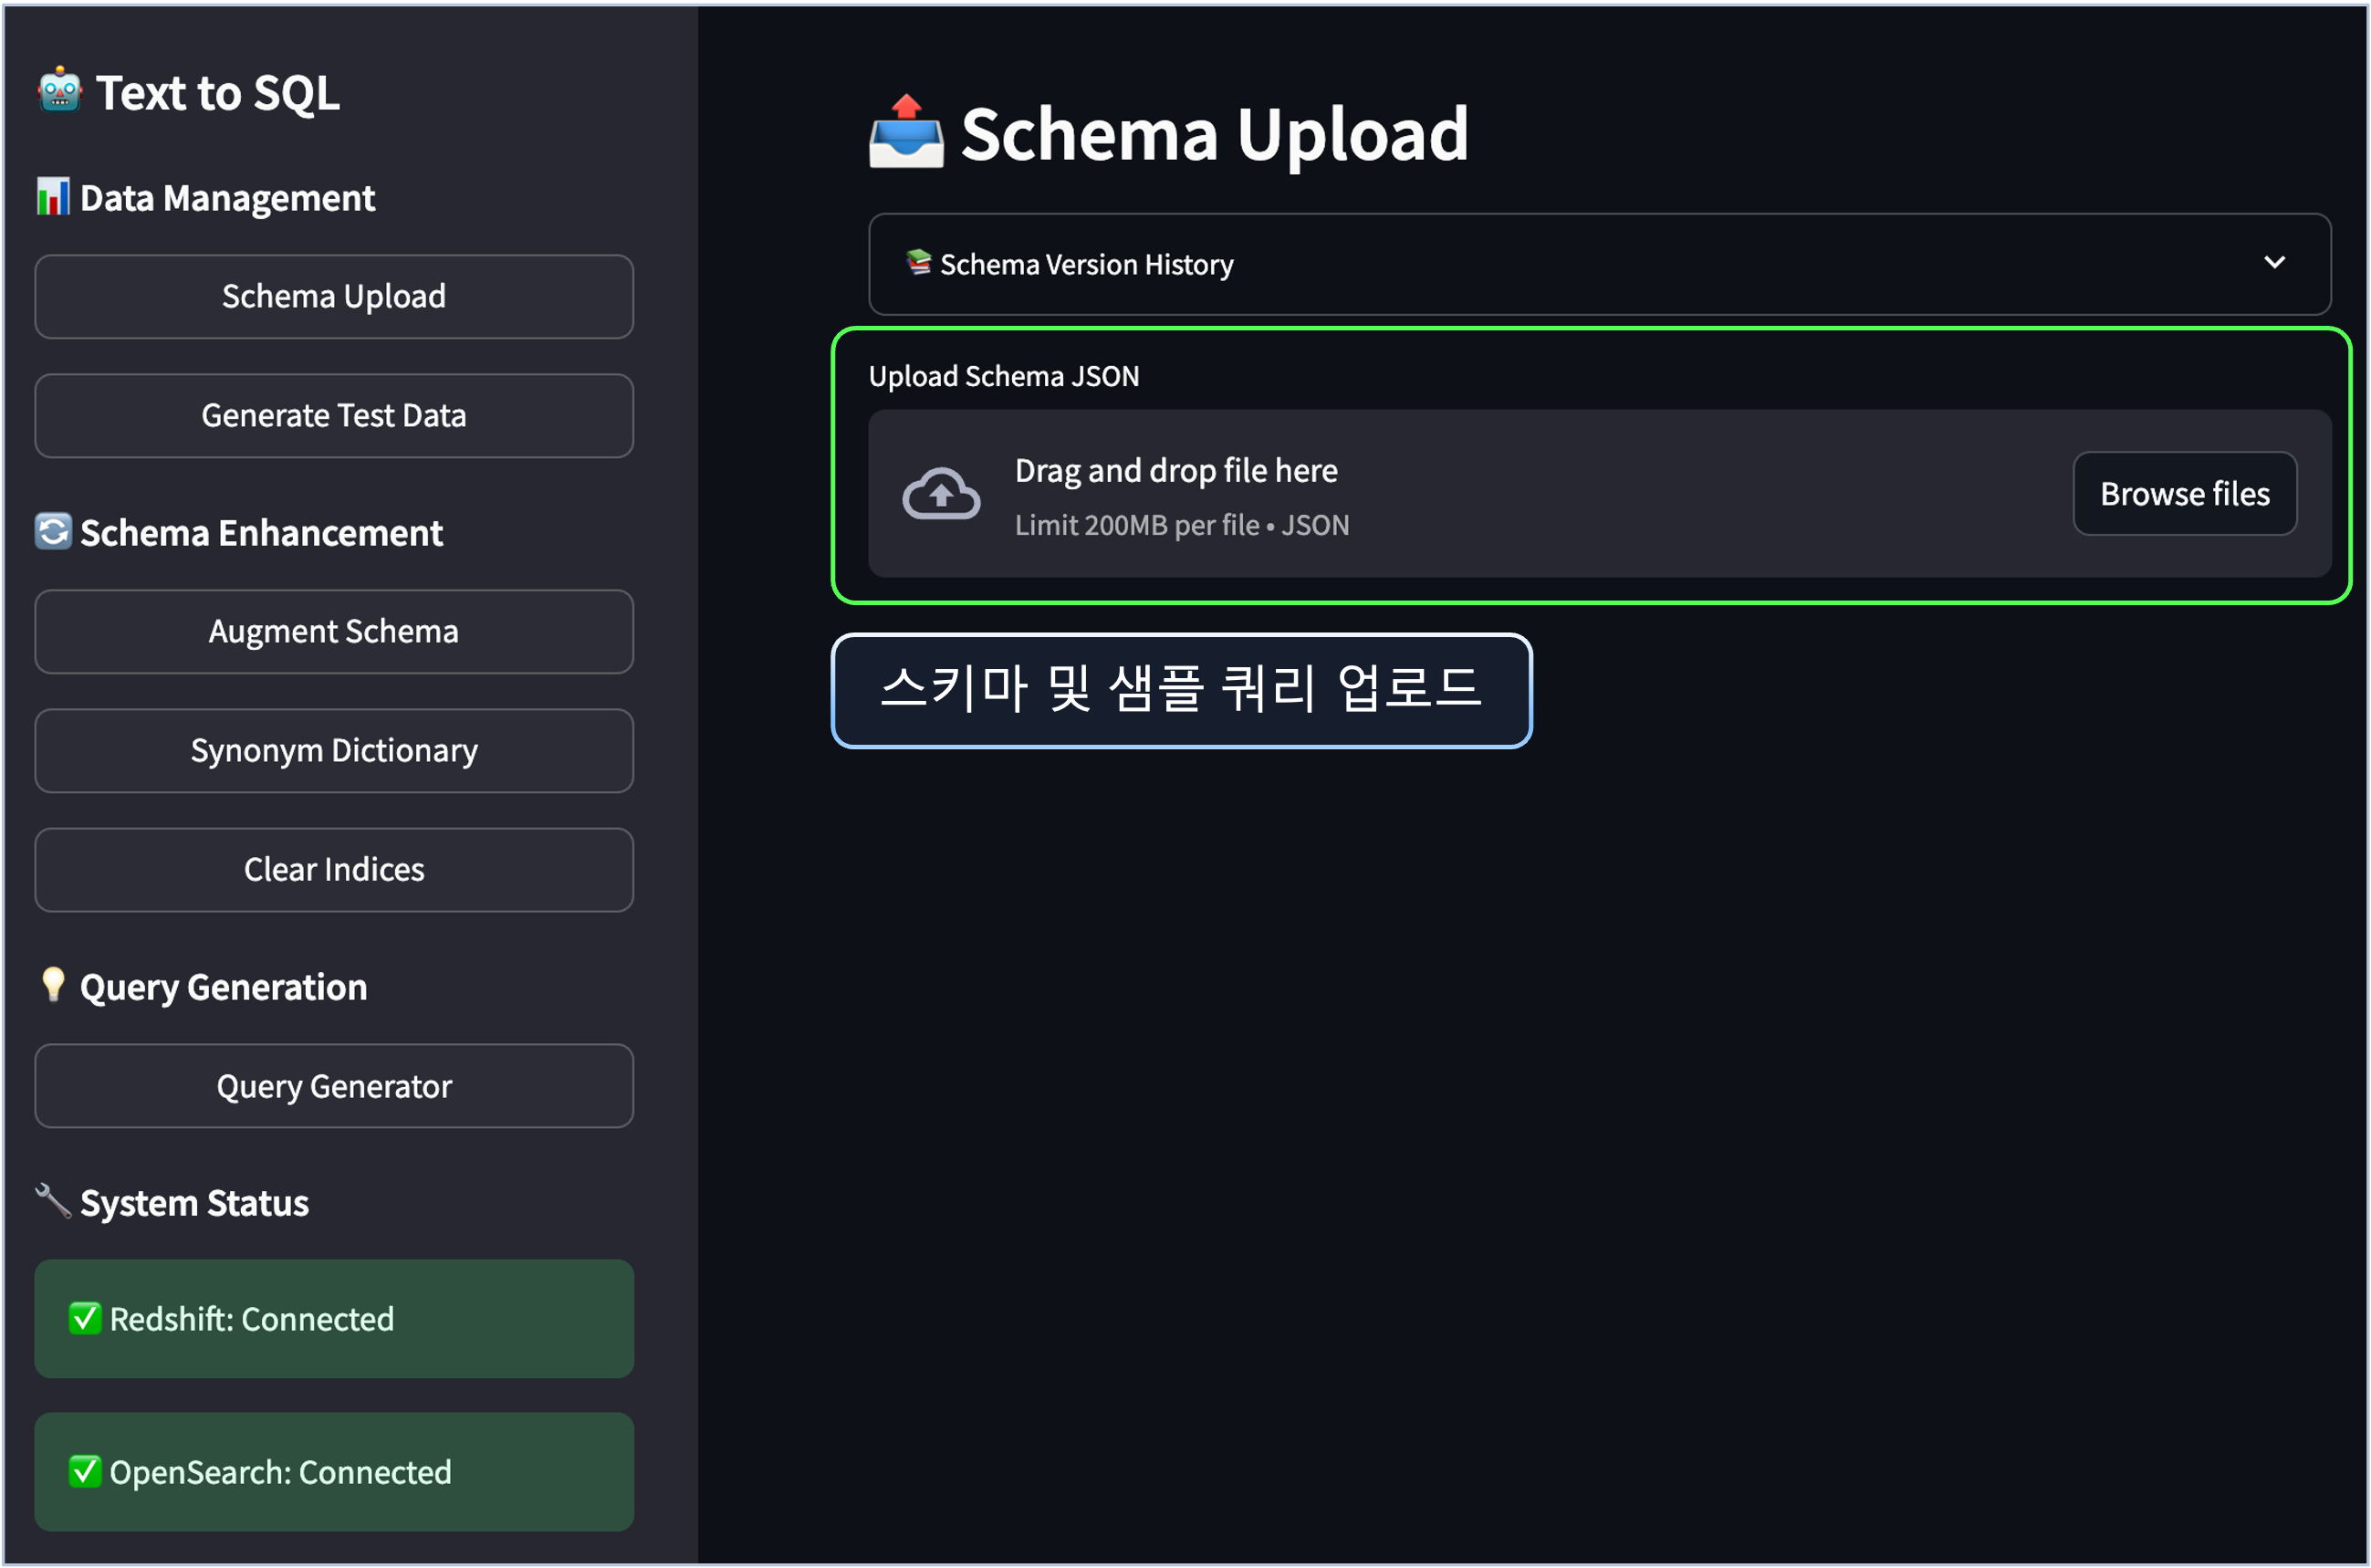 Text to SQL
Data Management
Schema Upload
Generate Test Data
Schema Enhancement
Augment Schema
Synonym Dictionary
Clear Indices
Query Generation
Query Generator
System Status
Redshift: Connected
OpenSearch: Connected
Schema Upload
Schema Version History
Upload Schema JSON
Drag and drop file here
Limit 200MB per file • JSON
Browse files
스키마 및 샘플 쿼리 업로드